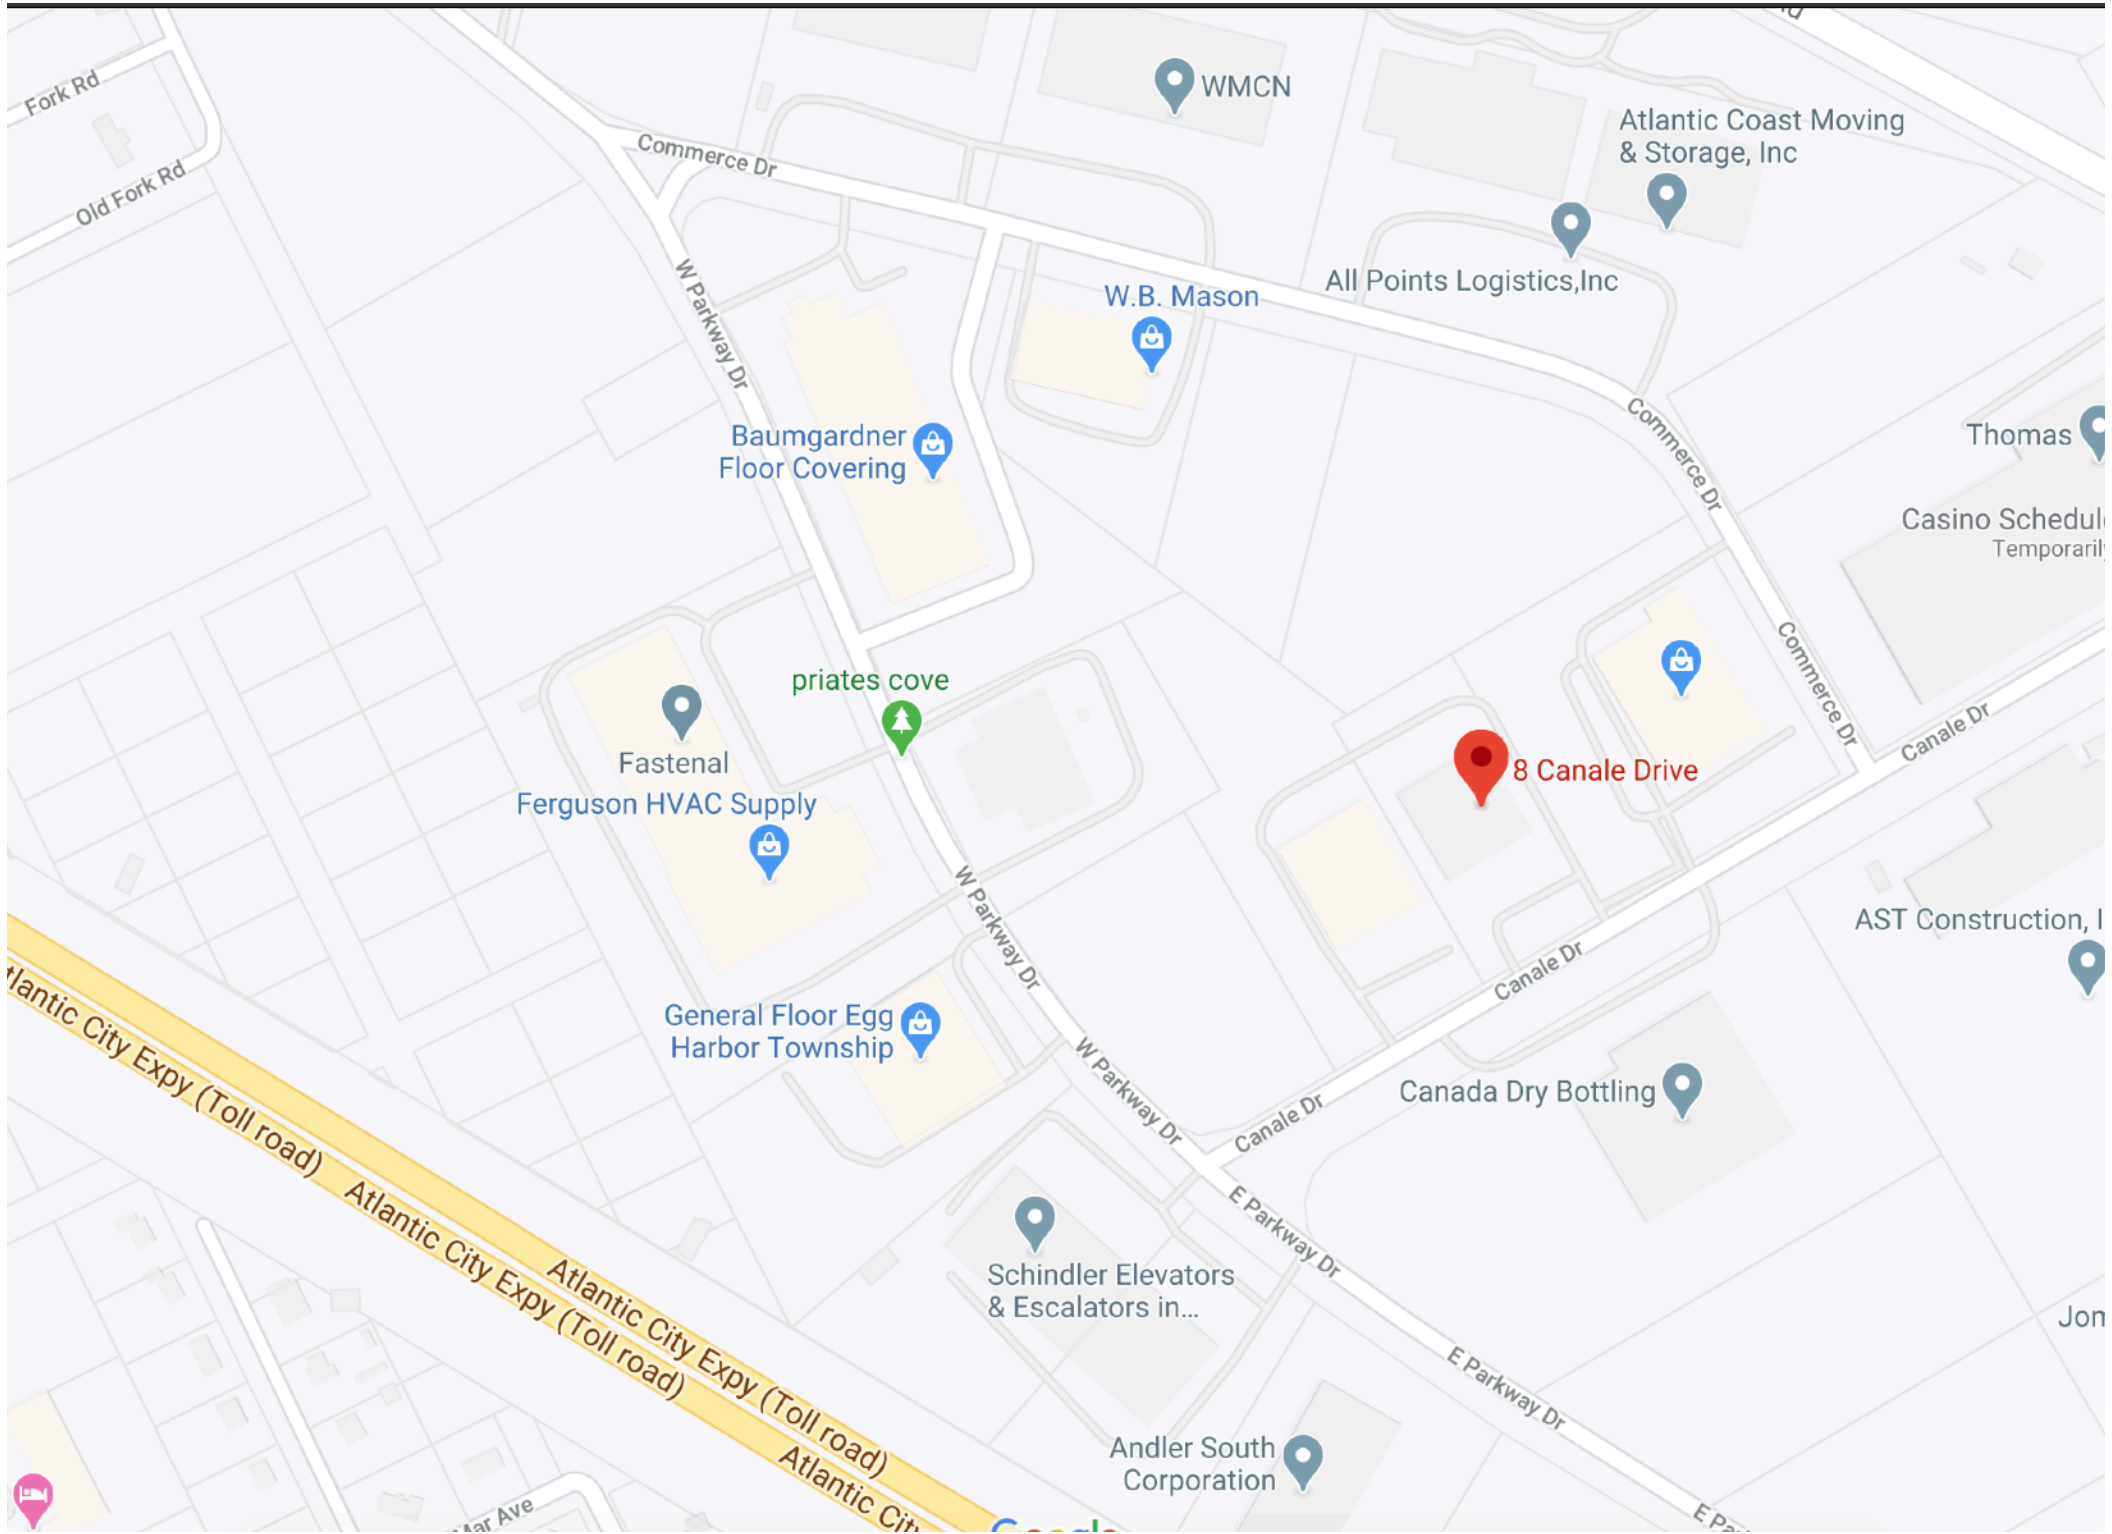 WMCN
Fork Rd
Atlantic Coast Moving
& Storage, Inc
Commerce Dr
Old Fork Rd
All Points Logistics,Inc
W.B. Mason
W Parkway Dr
Commerce Dr
Thomas
Baumgardner
Floor Covering
Casino Schedul
Temporaril
Commerce Dr
priates cove
Canale Dr
Fastenal
8 Canale Drive
Ferguson HVAC Supply
W Parkway Dr
AST Construction, I
Canale Dr
General Floor Egg
Harbor Township
tlantic City Expy (Toll road)
W Parkway Dr
Canada Dry Bottling
Canale Dr
Atlantic City Expy (Toll road)
E Parkway Dr
Schindler Elevators
& Escalators in...
Atlantic City Expy (Toll road)
Jom
E Parkway Dr
Andler South
Corporation
Atlantic City
Mar Ave
E Pa
Google